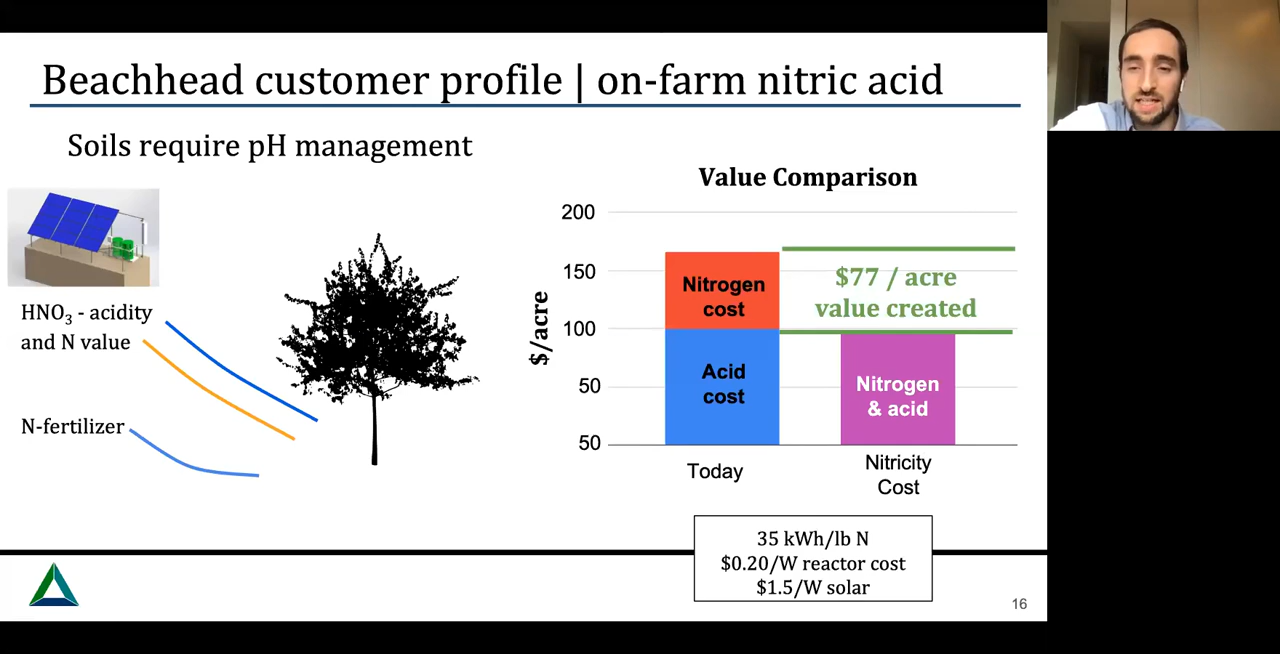 Beachhead customer profile | on-farm nitric acid
Soils require pH management
HNO₃ - acidity
and N value
N-fertilizer
Value Comparison
$/acre
200
150
100
50
50
Nitrogen
cost
Acid
cost
$77 / acre
value created
Nitrogen
& acid
Today
Nitricity
Cost
35 kWh/lb N
$0.20/W reactor cost
$1.5/W solar
16